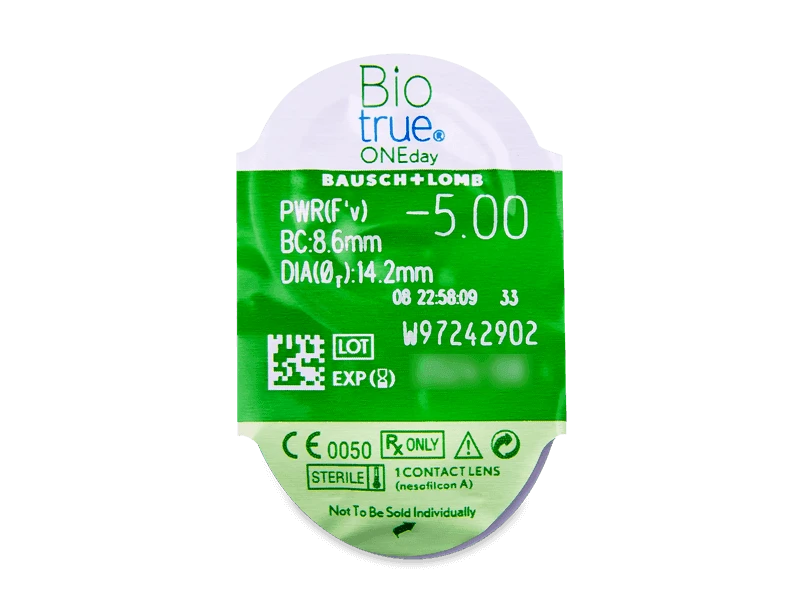 Bio
true®
ONEday
BAUSCH+LOMB
PWR(F'v) -5.00
BC:8.6mm
DIA(Øт):14.2mm
08 22:58:09 33
LOT W97242902
EXP
CE 0050 Rx ONLY
STERILE 1 CONTACT LENS
(nesofilcon A)
Not To Be Sold Individually